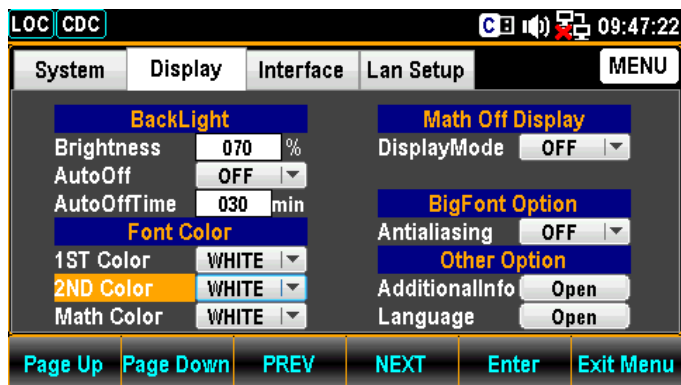 LOC CDC C 09:47:22
System Display Interface Lan Setup MENU
BackLight
Brightness 070 %
AutoOff OFF
AutoOffTime 030 min
Font Color
1ST Color WHITE
2ND Color WHITE
Math Color WHITE
Math Off Display
DisplayMode OFF
BigFont Option
Antialiasing OFF
Other Option
AdditionalInfo Open
Language Open
Page Up Page Down PREV NEXT Enter Exit Menu